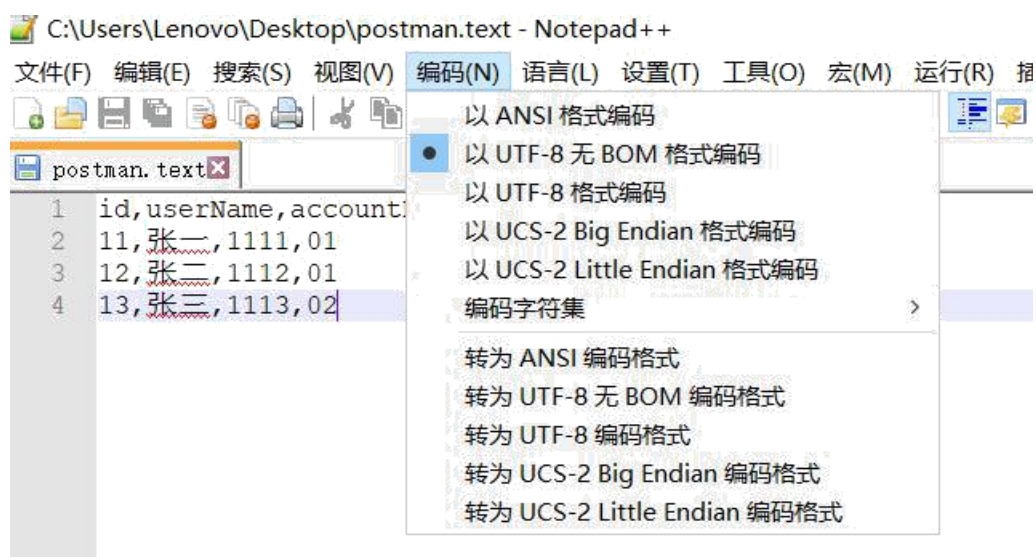 C:\Users\Lenovo\Desktop\postman.text - Notepad++
文件(F) 编辑(E) 搜索(S) 视图(V) 编码(N) 语言(L) 设置(T) 工具(O) 宏(M) 运行(R)
postman.text
1 id,userName,account
2 11,张一,1111,01
3 12,张二,1112,01
4 13,张三,1113,02
以 ANSI 格式编码
以 UTF-8 无 BOM 格式编码
以 UTF-8 格式编码
以 UCS-2 Big Endian 格式编码
以 UCS-2 Little Endian 格式编码
编码字符集
转为 ANSI 编码格式
转为 UTF-8 无 BOM 编码格式
转为 UTF-8 编码格式
转为 UCS-2 Big Endian 编码格式
转为 UCS-2 Little Endian 编码格式